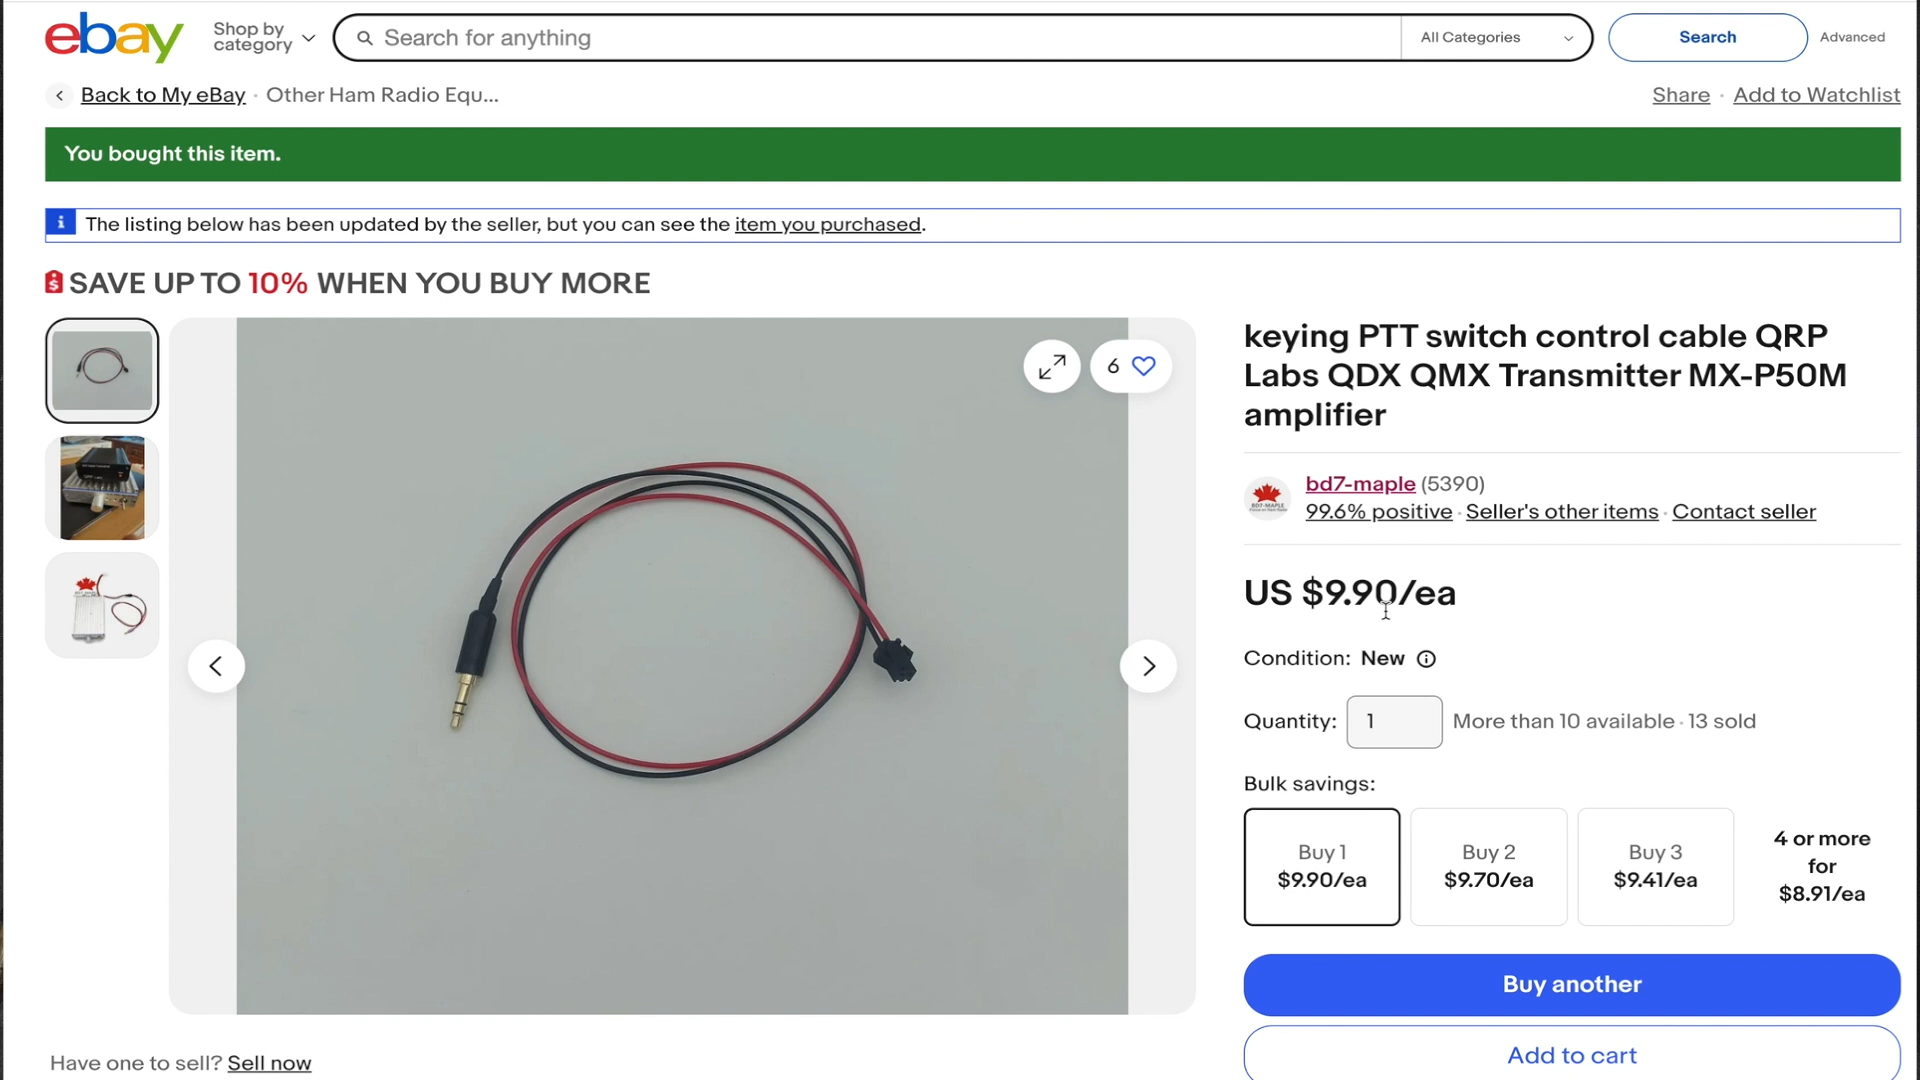 ebay
Shop by
category
Search for anything
All Categories
Search
Advanced
Back to My eBay
Other Ham Radio Equ...
Share
Add to Watchlist
You bought this item.
The listing below has been updated by the seller, but you can see the item you purchased.
SAVE UP TO 10% WHEN YOU BUY MORE
6
keying PTT switch control cable QRP
Labs QDX QMX Transmitter MX-P50M
amplifier
bd7-maple (5390)
99.6% positive · Seller's other items · Contact seller
US $9.90/ea
Condition: New
Quantity: 1 More than 10 available · 13 sold
Bulk savings:
Buy 1
$9.90/ea
Buy 2
$9.70/ea
Buy 3
$9.41/ea
4 or more
for
$8.91/ea
Buy another
Add to cart
Have one to sell? Sell now